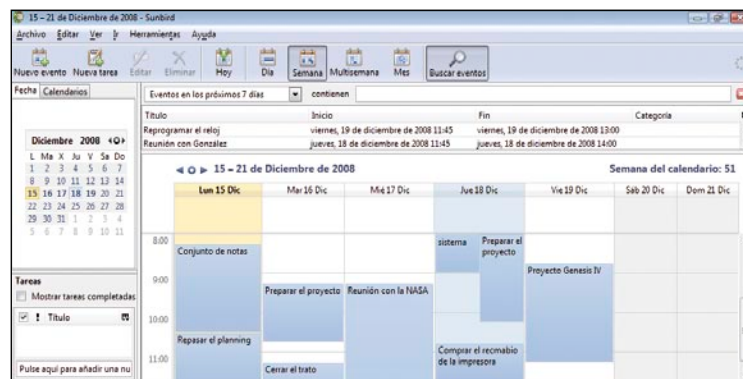 15 – 21 de Diciembre de 2008 - Sunbird
Archivo Editar Ver Ir Herramientas Ayuda
Nuevo evento Nueva tarea Editar Eliminar Hoy Día Semana Multisemana Mes Buscar eventos
Fecha Calendarios
Eventos en los próximos 7 días contienen
Título Inicio Fin Categoría
Reprogramar el reloj viernes, 19 de diciembre de 2008 11:45 viernes, 19 de diciembre de 2008 13:00
Reunión con González jueves, 18 de diciembre de 2008 11:45 jueves, 18 de diciembre de 2008 14:00
Diciembre 2008
L Ma X Ju V Sa Do
1 2 3 4 5 6 7
8 9 10 11 12 13 14
15 16 17 18 19 20 21
22 23 24 25 26 27 28
29 30 31 1 2 3 4
5 6 7 8 9 10 11
15 – 21 de Diciembre de 2008 Semana del calendario: 51
Lun 15 Dic Mar 16 Dic Mié 17 Dic Jue 18 Dic Vie 19 Dic Sáb 20 Dic Dom 21 Dic
8:00
9:00
10:00
11:00
Conjunto de notas
Repasar el planning
Preparar el proyecto
Cerrar el trato
Reunión con la NASA
sistema
Preparar el
proyecto
Comprar el recmabio
de la impresora
Proyecto Genesis IV
Tareas
Mostrar tareas completadas
! Título
Pulse aquí para añadir una nu